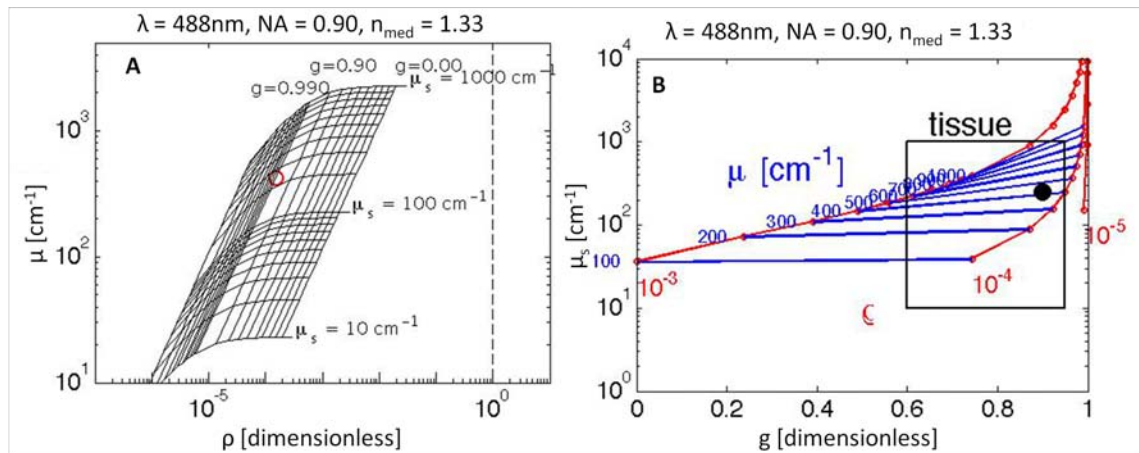 λ = 488nm, NA = 0.90, n_med = 1.33
A
g=0.90 g=0.00
g=0.990
μ_s = 1000 cm⁻¹
10³
μ_s = 100 cm⁻¹
10²
μ_s = 10 cm⁻¹
10¹
10⁻⁵
10⁰
μ [cm⁻¹]
ρ [dimensionless]
λ = 488nm, NA = 0.90, n_med = 1.33
B
10⁴
10³
10²
10¹
10⁰
μ_s [cm⁻¹]
tissue
μ [cm⁻¹]
100 200 300 400 500 600 1000
10⁻³
10⁻⁴
10⁻⁵
0 0.2 0.4 0.6 0.8 1
g [dimensionless]